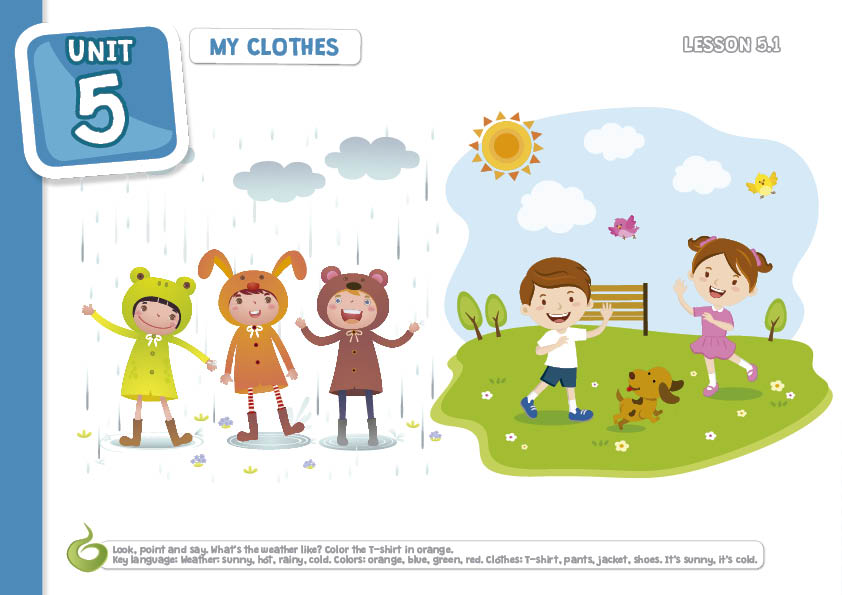 UNIT
5
MY CLOTHES
LESSON 5.1
Look, point and say. What's the weather like? Color the T-shirt in orange.
Key language: Weather: sunny, hot, rainy, cold. Colors: orange, blue, green, red. Clothes: T-shirt, pants, jacket, shoes. It's sunny, it's cold.